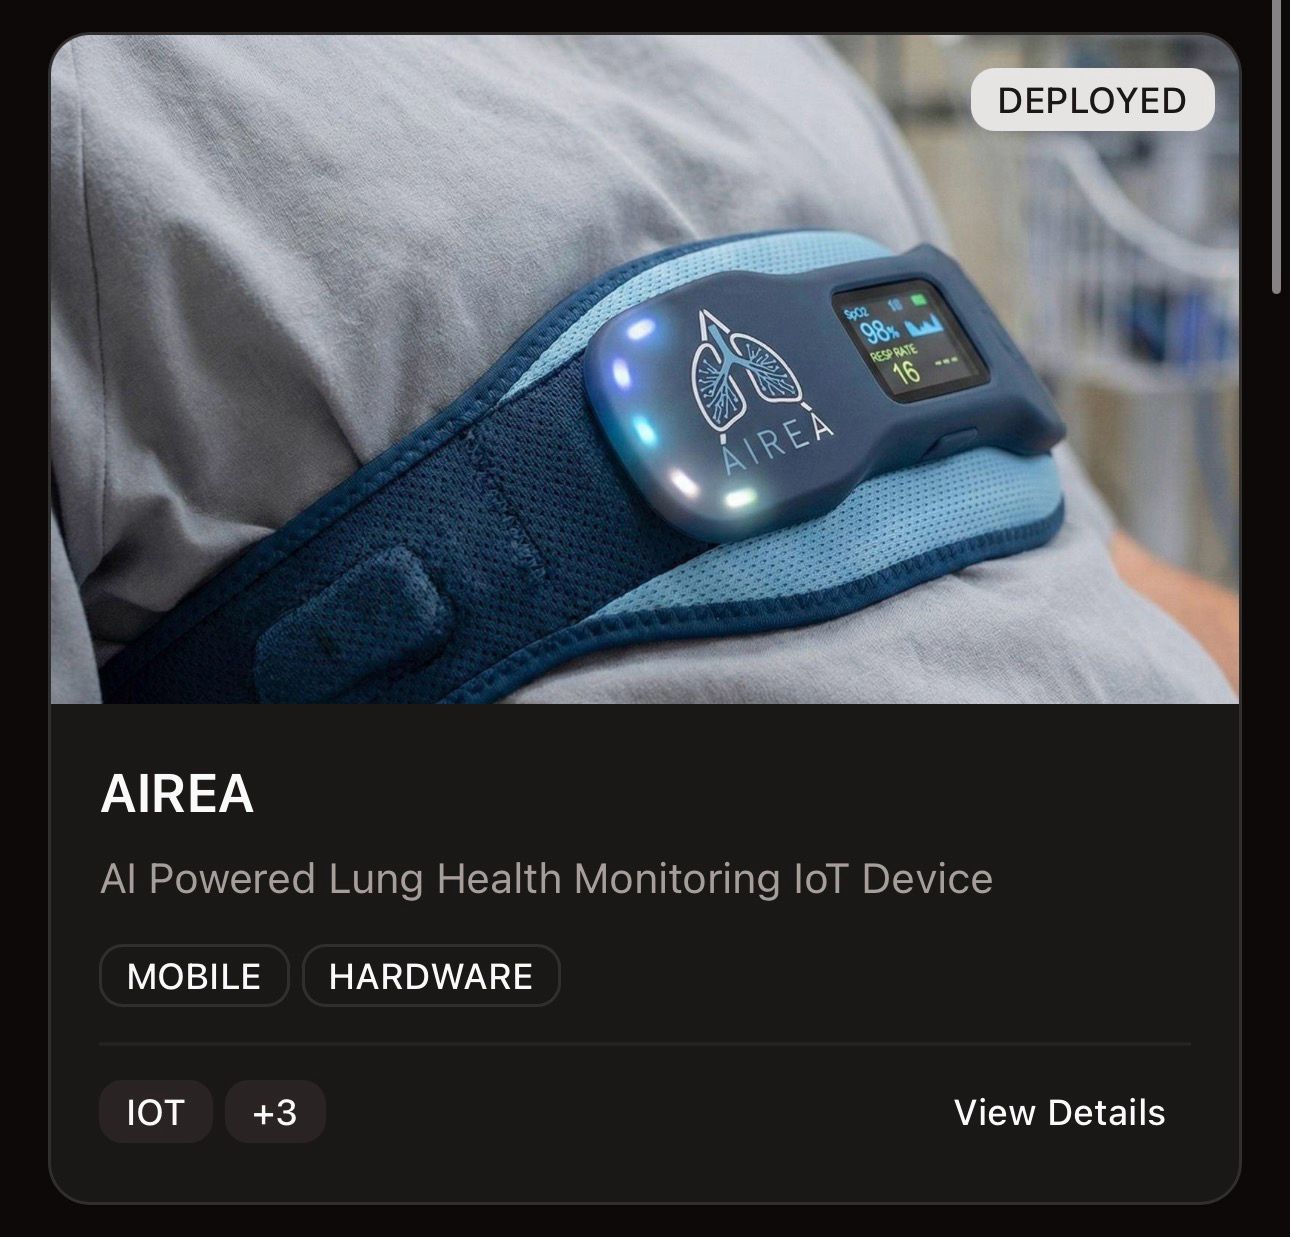 DEPLOYED
SpO2
98%
RESP RATE
16 ---
ÁIREÀ
AIREA
AI Powered Lung Health Monitoring IoT Device
MOBILE
HARDWARE
IOT
+3
View Details